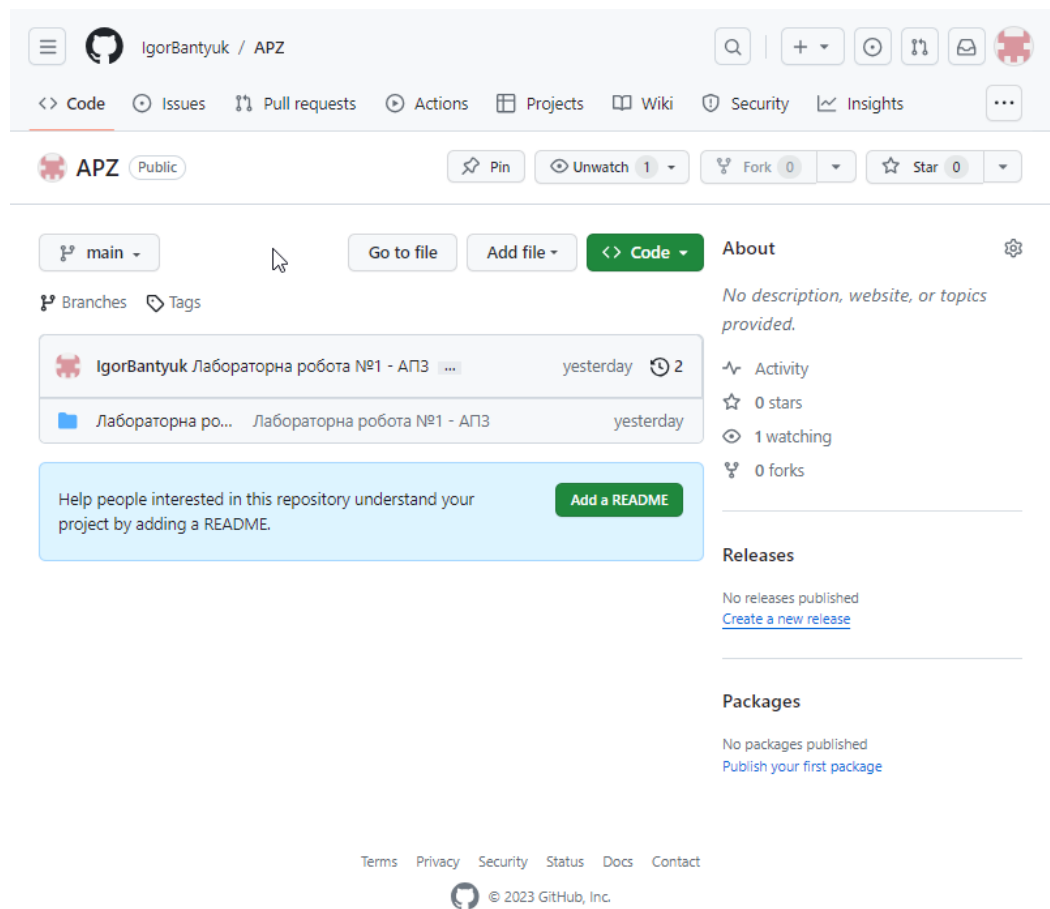 IgorBantyuk / APZ
Code Issues Pull requests Actions Projects Wiki Security Insights
APZ Public Pin Unwatch 1 Fork 0 Star 0
main Go to file Add file Code
Branches Tags
IgorBantyuk Лабораторна робота №1 - АПЗ ... yesterday 2
Лабораторна ро... Лабораторна робота №1 - АПЗ yesterday
Help people interested in this repository understand your
project by adding a README.
Add a README
About
No description, website, or topics
provided.
Activity
0 stars
1 watching
0 forks
Releases
No releases published
Create a new release
Packages
No packages published
Publish your first package
Terms Privacy Security Status Docs Contact
© 2023 GitHub, Inc.